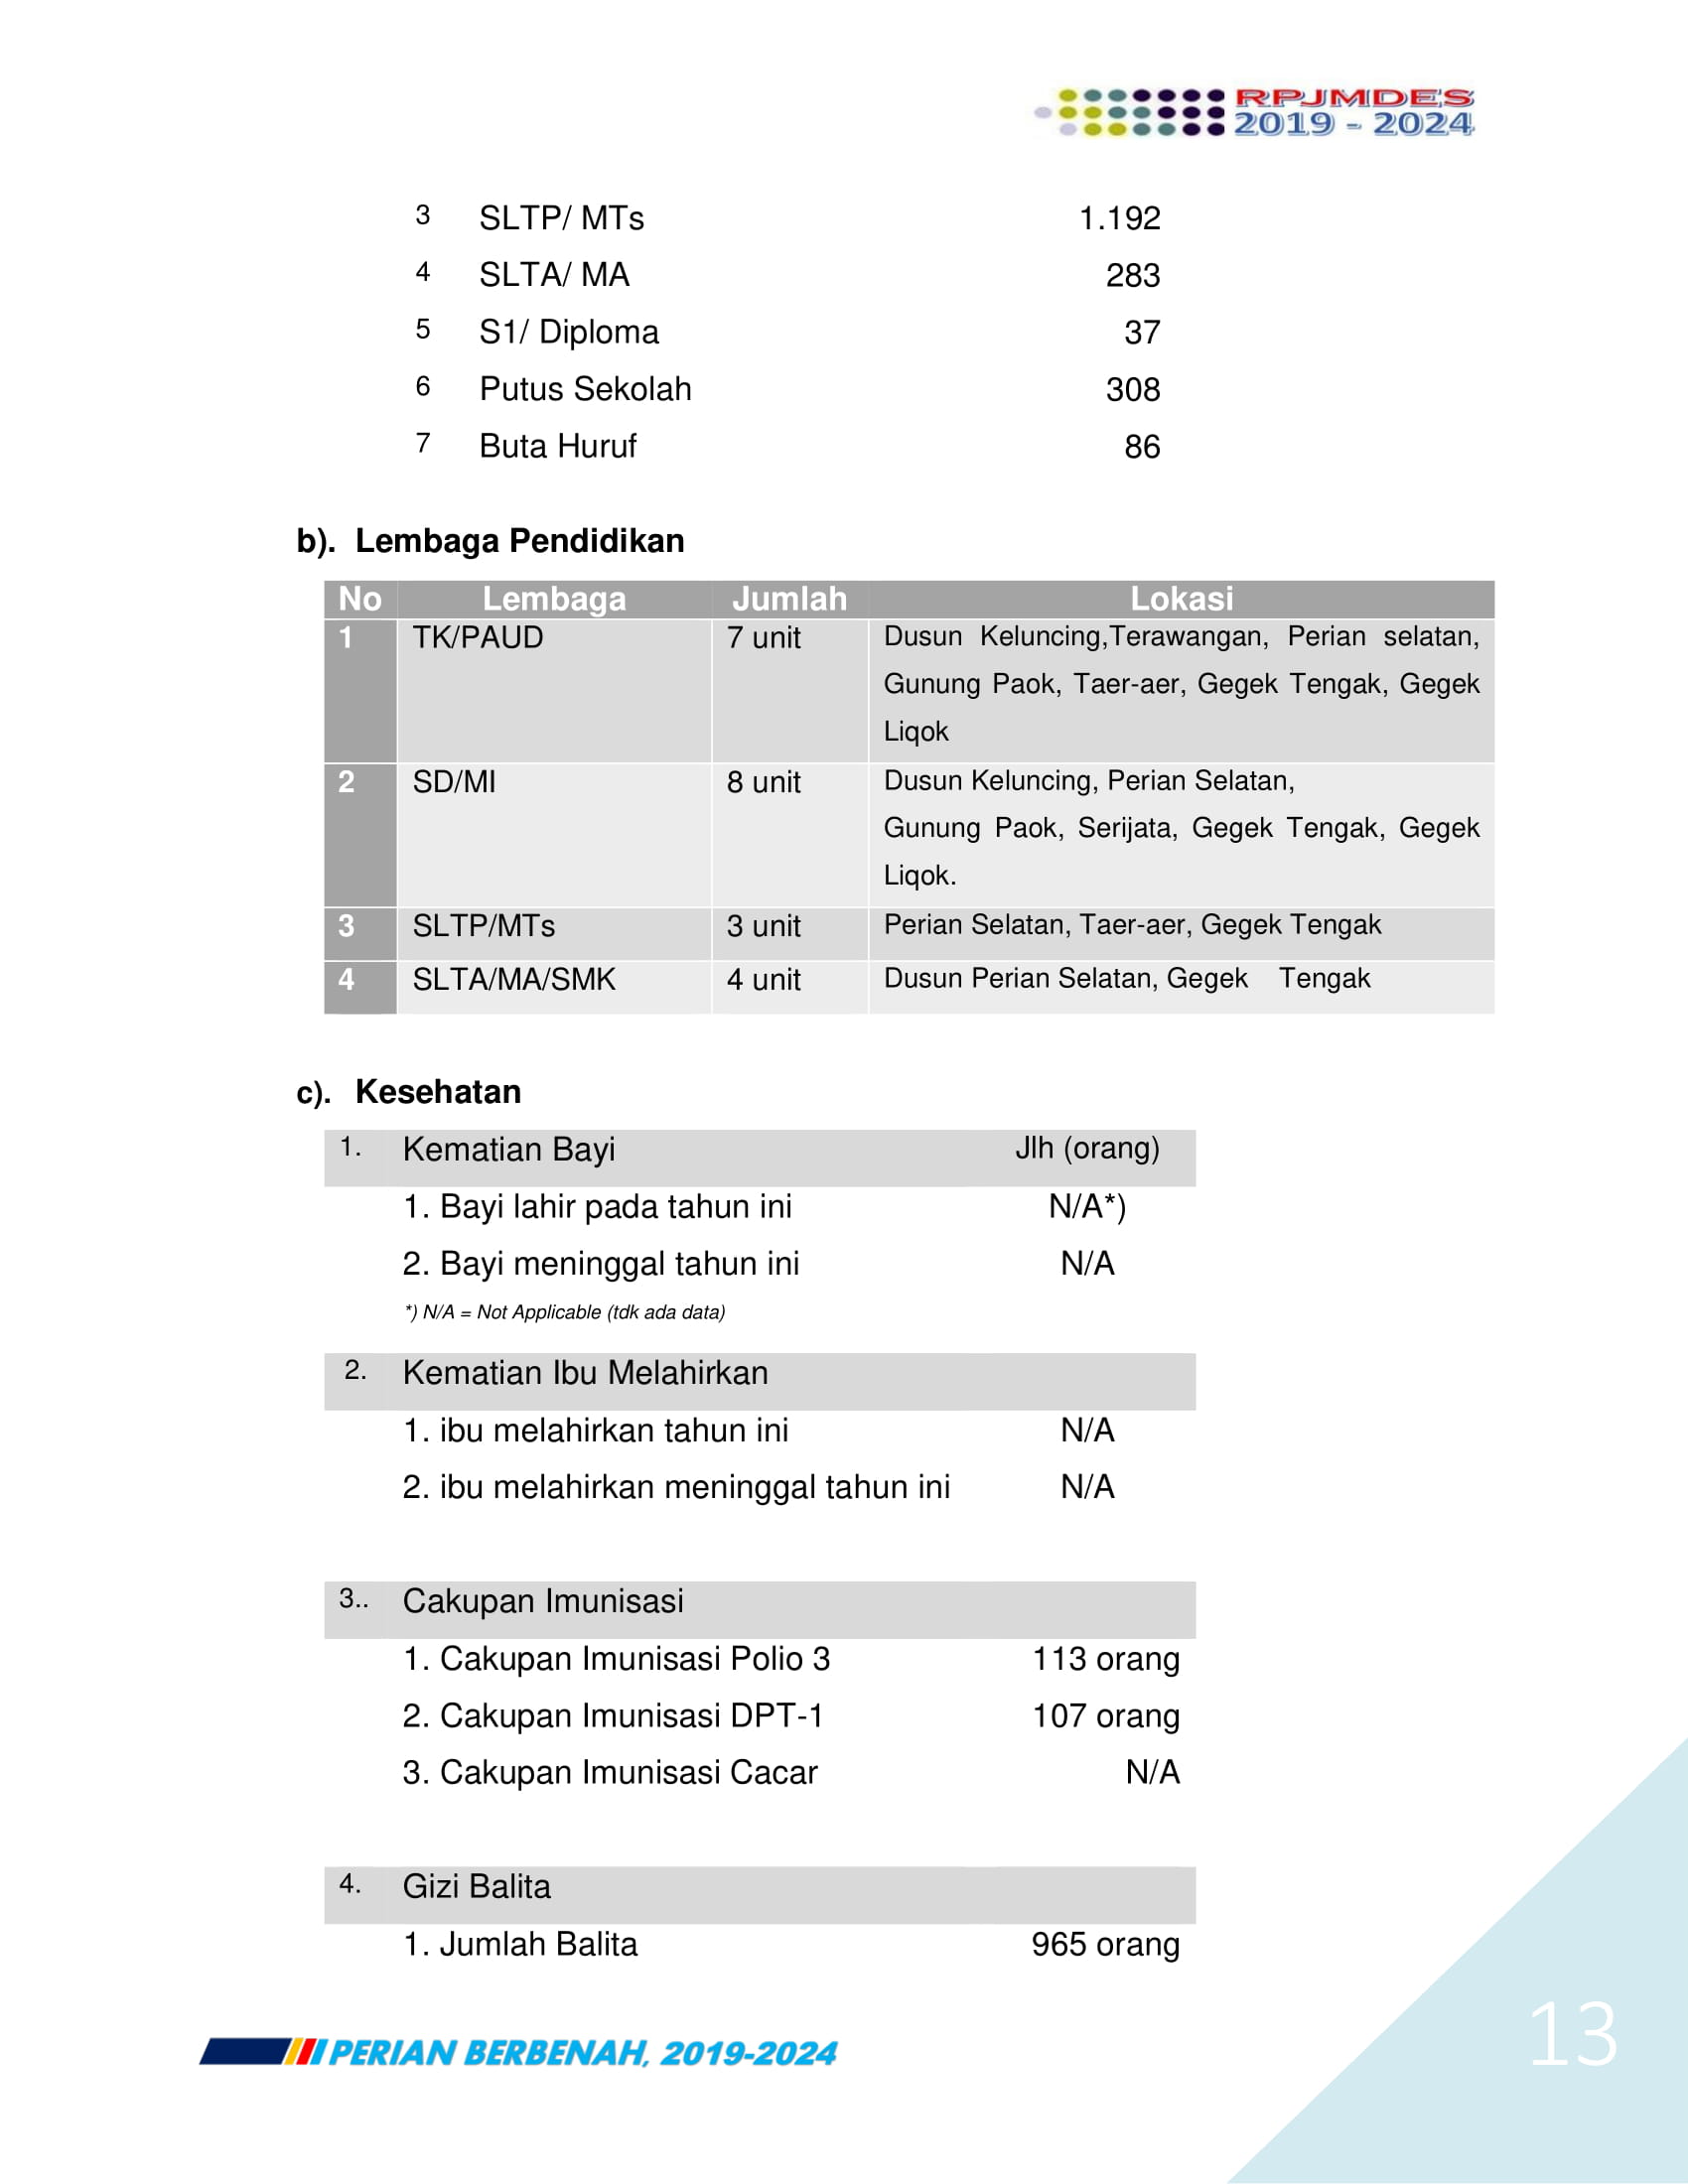 RPJMDES
2019 - 2024
3 SLTP/ MTs 1.192
4 SLTA/ MA 283
5 S1/ Diploma 37
6 Putus Sekolah 308
7 Buta Huruf 86
b). Lembaga Pendidikan
No Lembaga Jumlah Lokasi
1 TK/PAUD 7 unit Dusun Keluncing,Terawangan, Perian selatan,
Gunung Paok, Taer-aer, Gegek Tengak, Gegek
Liqok
2 SD/MI 8 unit Dusun Keluncing, Perian Selatan,
Gunung Paok, Serijata, Gegek Tengak, Gegek
Liqok.
3 SLTP/MTs 3 unit Perian Selatan, Taer-aer, Gegek Tengak
4 SLTA/MA/SMK 4 unit Dusun Perian Selatan, Gegek Tengak
c). Kesehatan
1. Kematian Bayi Jlh (orang)
1. Bayi lahir pada tahun ini N/A*)
2. Bayi meninggal tahun ini N/A
*) N/A = Not Applicable (tdk ada data)
2. Kematian Ibu Melahirkan
1. ibu melahirkan tahun ini N/A
2. ibu melahirkan meninggal tahun ini N/A
3.. Cakupan Imunisasi
1. Cakupan Imunisasi Polio 3 113 orang
2. Cakupan Imunisasi DPT-1 107 orang
3. Cakupan Imunisasi Cacar N/A
4. Gizi Balita
1. Jumlah Balita 965 orang
PERIAN BERBENAH, 2019-2024
13